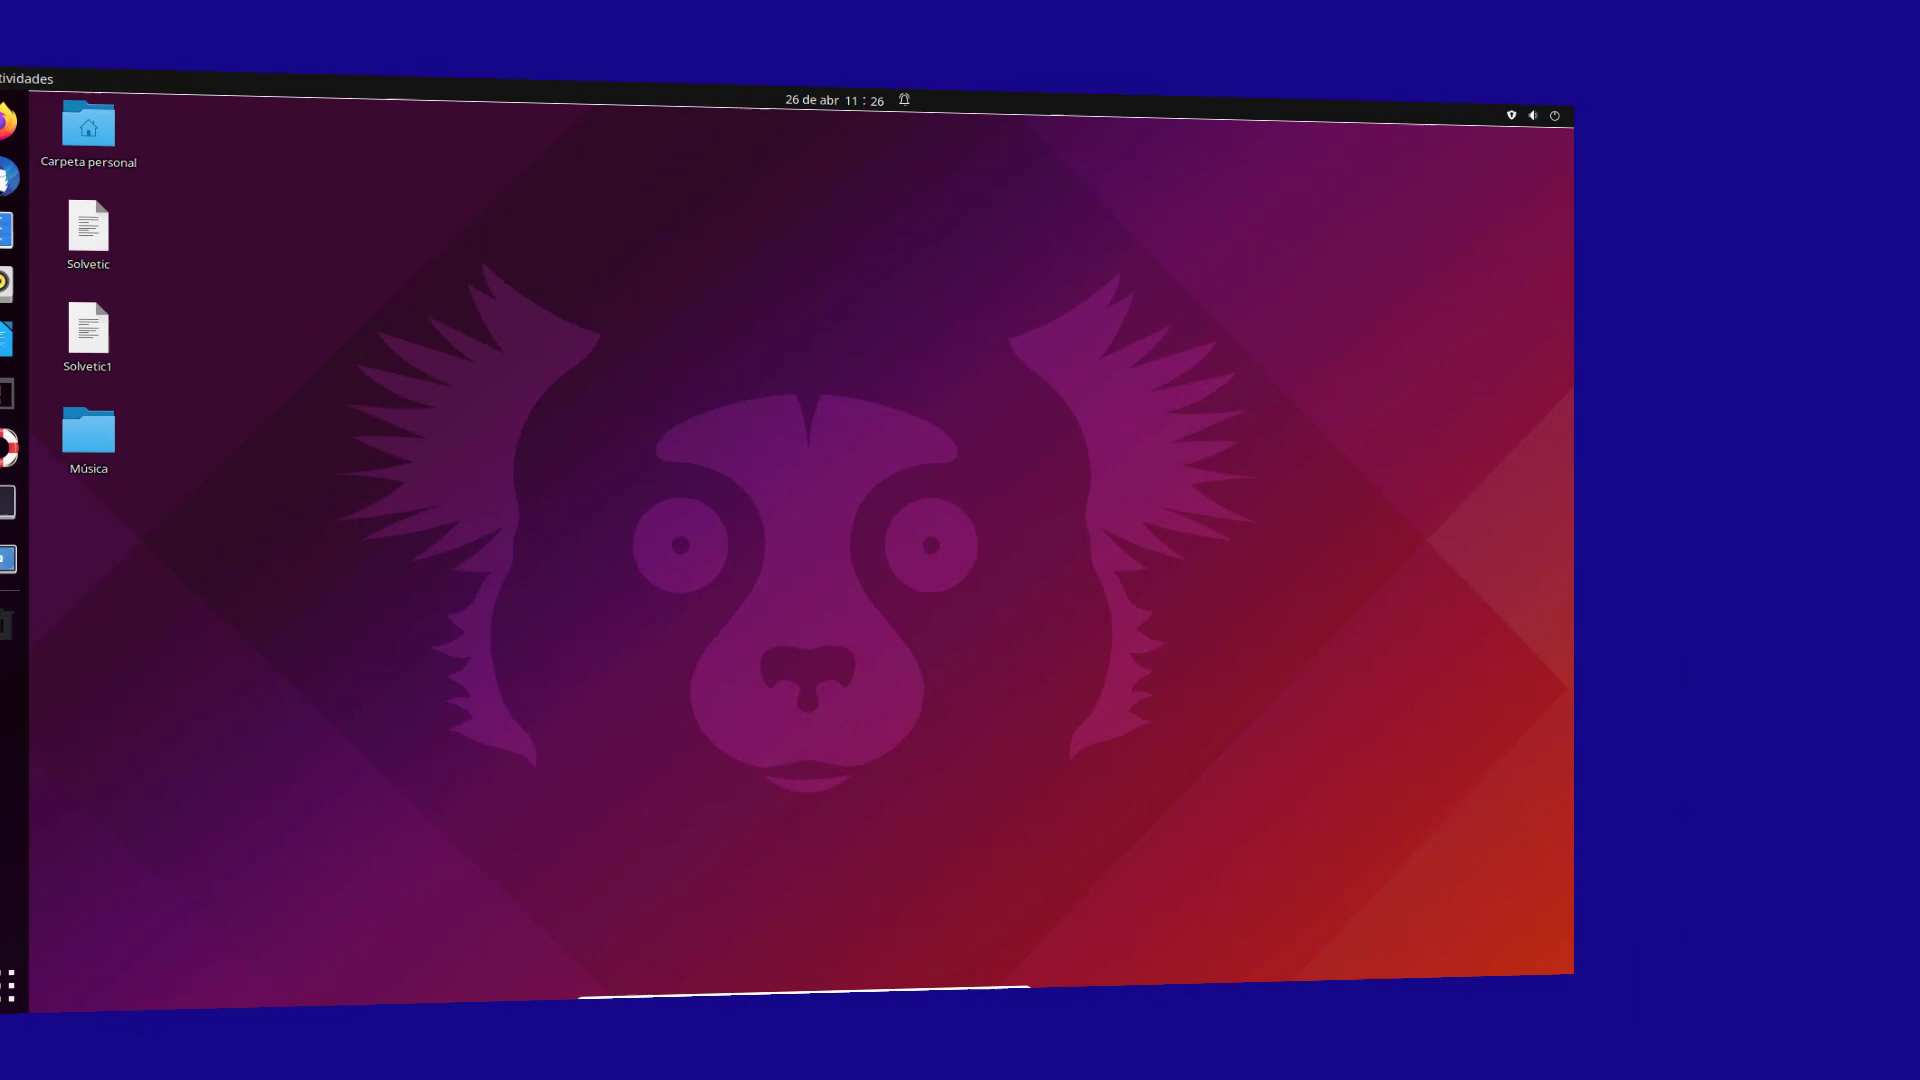 tividades
26 de abr 11:26
Carpeta personal
Solvetic
Solvetic1
Música